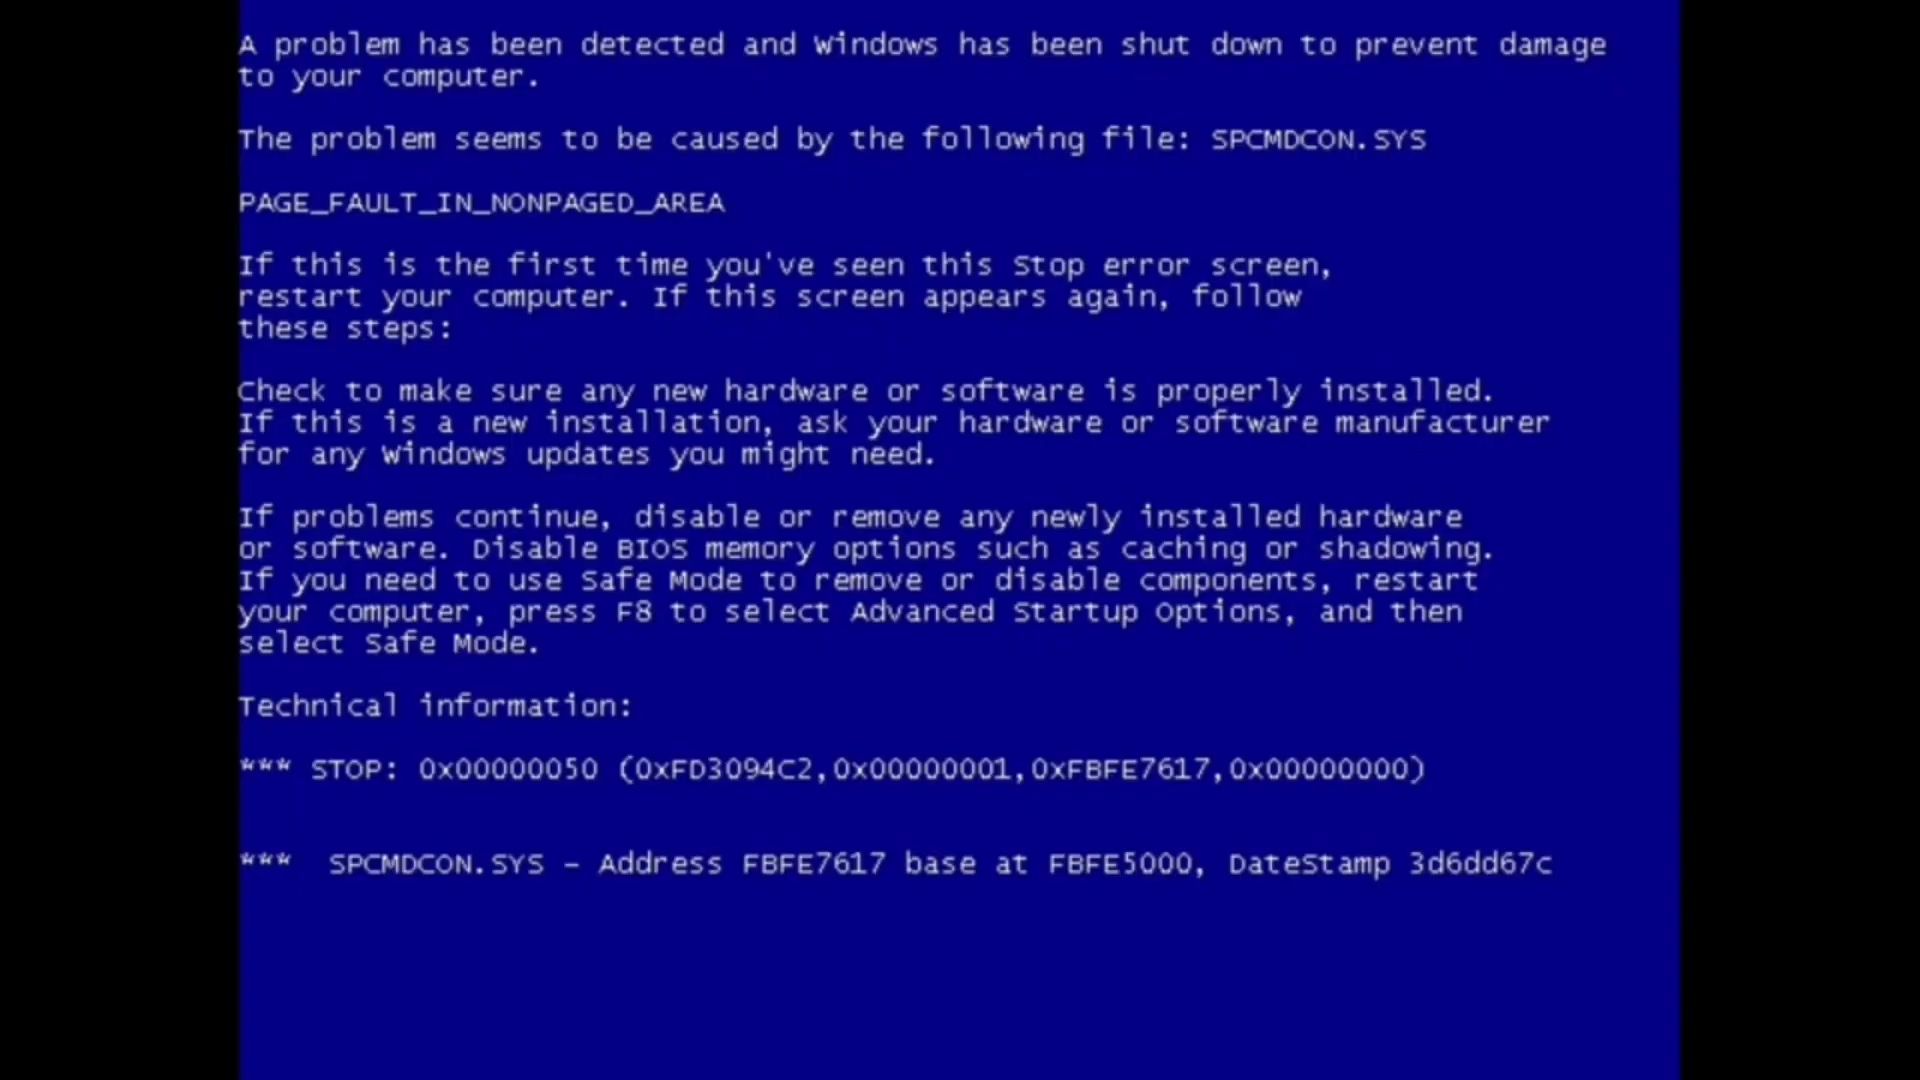 A problem has been detected and Windows has been shut down to prevent damage
to your computer.
The problem seems to be caused by the following file: SPCMDCON.SYS
PAGE_FAULT_IN_NONPAGED_AREA
If this is the first time you've seen this Stop error screen,
restart your computer. If this screen appears again, follow
these steps:
Check to make sure any new hardware or software is properly installed.
If this is a new installation, ask your hardware or software manufacturer
for any Windows updates you might need.
If problems continue, disable or remove any newly installed hardware
or software. Disable BIOS memory options such as caching or shadowing.
If you need to use Safe Mode to remove or disable components, restart
your computer, press F8 to select Advanced Startup Options, and then
select Safe Mode.
Technical information:
*** STOP: 0x00000050 (0xFD3094C2,0x00000001,0xFBFE7617,0x00000000)
***  SPCMDCON.SYS - Address FBFE7617 base at FBFE5000, DateStamp 3d6dd67c